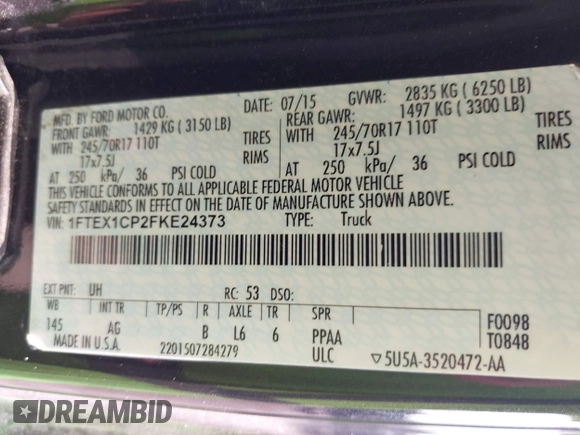 MFD. BY FORD MOTOR CO.
DATE: 07/15 GVWR: 2835 KG ( 6250 LB)
FRONT GAWR: 1429 KG ( 3150 LB) REAR GAWR: 1497 KG ( 3300 LB)
WITH 245/70R17 110T TIRES WITH 245/70R17 110T TIRES
17x7.5J RIMS 17x7.5J RIMS
AT 250 kPa/ 36 PSI COLD AT 250 kPa/ 36 PSI COLD
THIS VEHICLE CONFORMS TO ALL APPLICABLE FEDERAL MOTOR VEHICLE
SAFETY STANDARDS IN EFFECT ON THE DATE OF MANUFACTURE SHOWN ABOVE.
VIN: 1FTEX1CP2FKE24373 TYPE: Truck
EXT PNT: UH RC: 53 DSO:
WB INT TR TP/PS R AXLE TR SPR
145 AG B L6 6 PPAA F0098
MADE IN U.S.A. 2201507284279 ULC T0848
▽5U5A-3520472-AA
DREAMBID